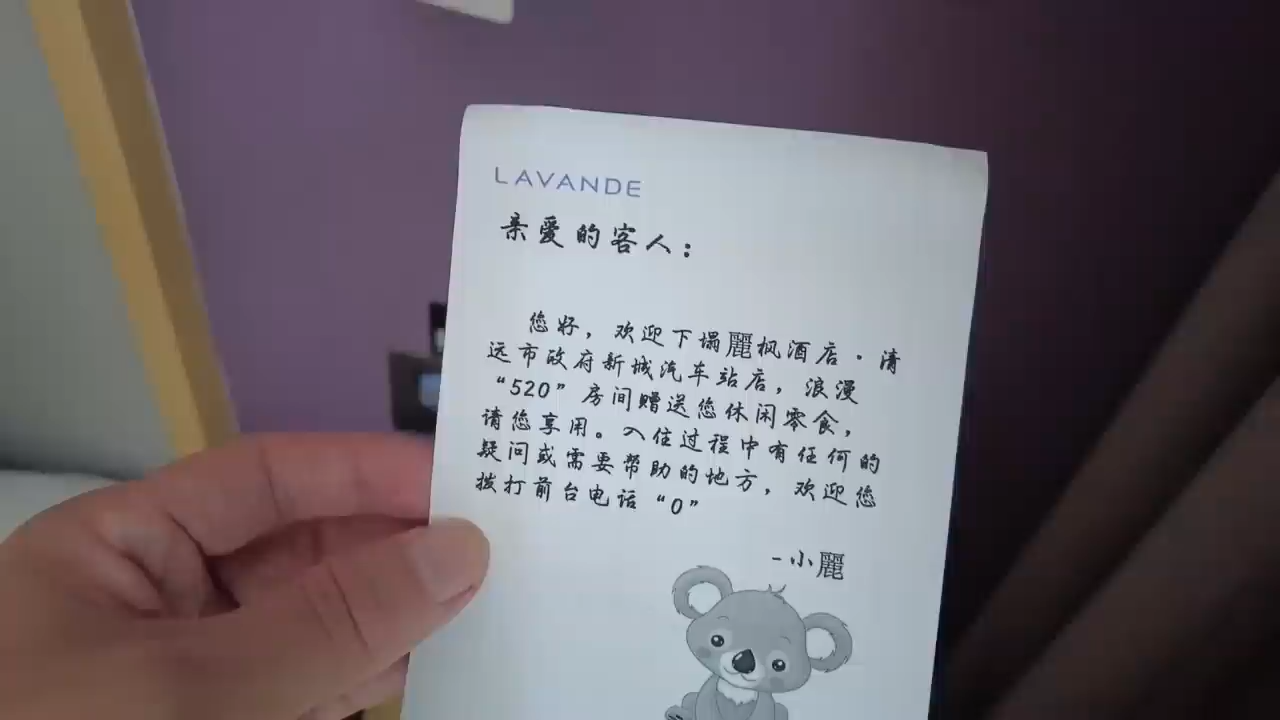 LAVANDE
亲爱的客人：
您好，欢迎下塌麗枫酒店·清
远市政府新城汽车站店，浪漫
“520”房间赠送您休闲零食，
请您享用。入住过程中有任何的
疑问或需要帮助的地方，欢迎您
拨打前台电话“0”
-小麗